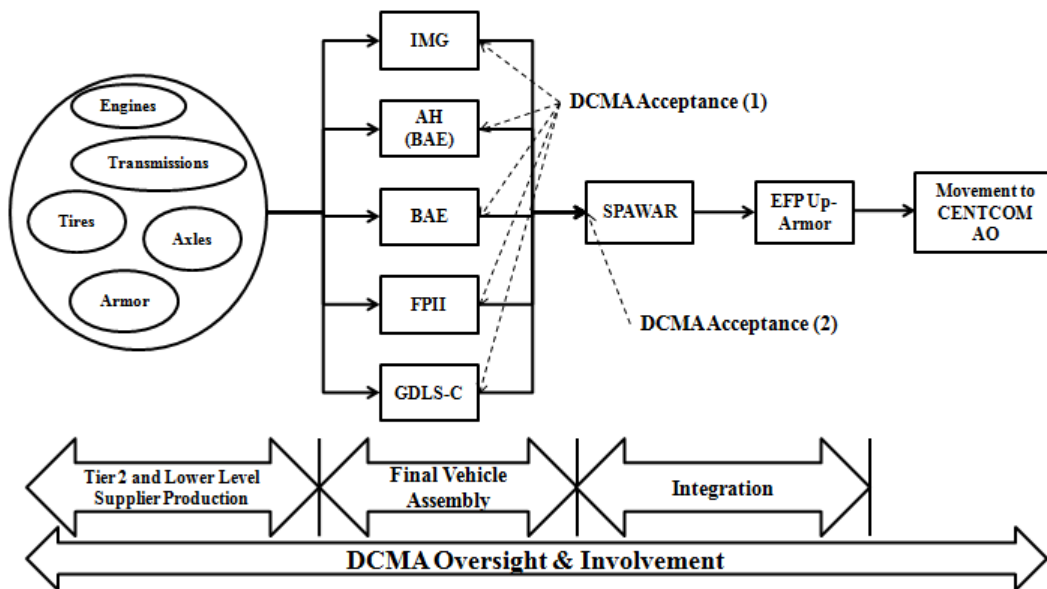 Engines
Transmissions
Tires
Axles
Armor
IMG
AH
(BAE)
BAE
FPII
GDLS-C
DCMA Acceptance (1)
SPAWAR
EFP Up-
Armor
Movement to
CENTCOM
AO
DCMA Acceptance (2)
Tier 2 and Lower Level
Supplier Production
Final Vehicle
Assembly
Integration
DCMA Oversight & Involvement